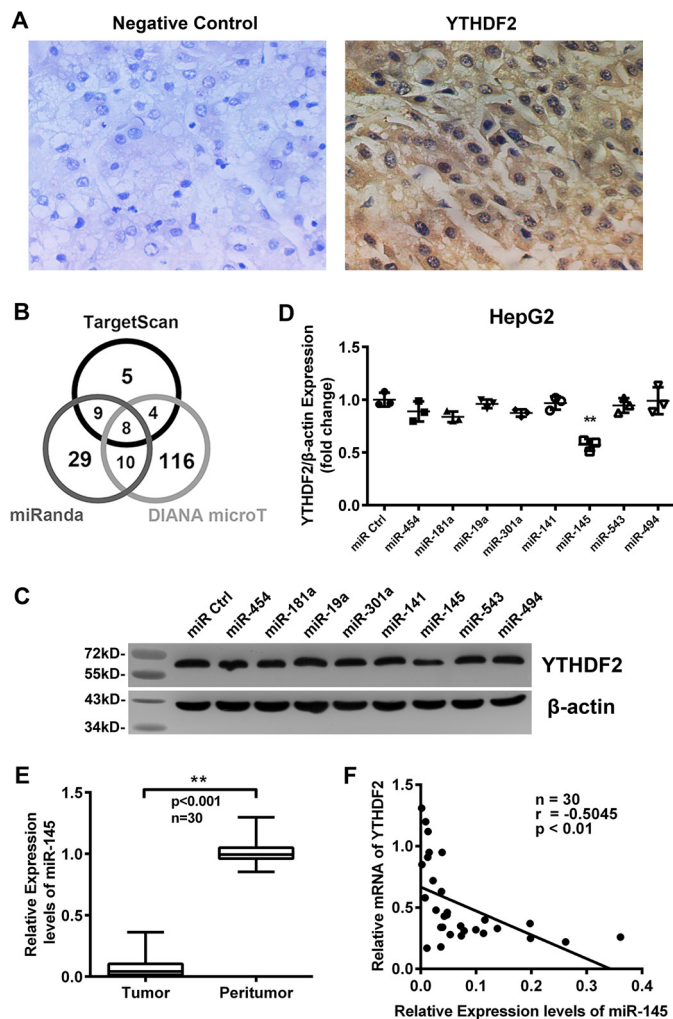 A
Negative Control
YTHDF2
B
TargetScan
5
9
4
8
29
10
116
miRanda
DIANA microT
D
HepG2
YTHDF2/β-actin Expression
(fold change)
1.5
1.0
0.5
0.0
**
miR Ctrl
miR-454
miR-181a
miR-19a
miR-301a
miR-141
miR-145
miR-543
miR-494
C
miR Ctrl
miR-454
miR-181a
miR-19a
miR-301a
miR-141
miR-145
miR-543
miR-494
72kD-
55kD-
43kD-
34kD-
YTHDF2
β-actin
E
Relative Expression
levels of miR-145
1.5
1.0
0.5
0.0
**
p<0.001
n=30
Tumor
Peritumor
F
Relative mRNA of YTHDF2
1.5
1.0
0.5
0.0
n = 30
r = -0.5045
p < 0.01
0.0
0.1
0.2
0.3
0.4
Relative Expression levels of miR-145